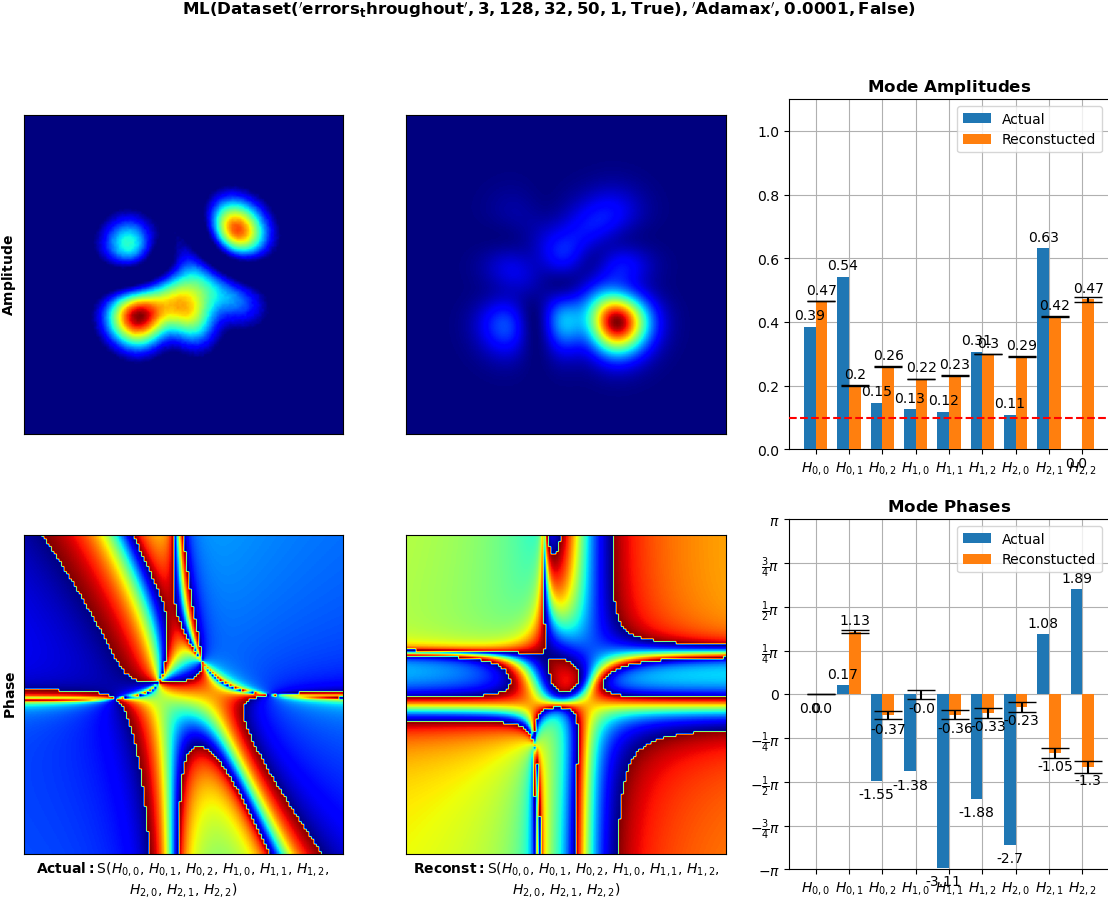 ML(Dataset('errors_throughout', 3, 128, 32, 50, 1, True), 'Adamax', 0.0001, False)
Amplitude
Mode Amplitudes
Actual
Reconstucted
1.0
0.8
0.6
0.4
0.2
0.0
0.39
0.47
0.54
0.2
0.15
0.26
0.13
0.22
0.12
0.23
0.31
0.3
0.11
0.29
0.63
0.42
0.0
0.47
H0,0 H0,1 H0,2 H1,0 H1,1 H1,2 H2,0 H2,1 H2,2
Phase
Mode Phases
Actual
Reconstucted
π
3/4π
1/2π
1/4π
0
−1/4π
−1/2π
−3/4π
−π
0.0
0.0
0.17
1.13
-1.55
-0.37
-1.38
-0.0
-3.11
-0.36
-1.88
-0.33
-2.7
-0.23
1.08
-1.05
1.89
-1.3
H0,0 H0,1 H0,2 H1,0 H1,1 H1,2 H2,0 H2,1 H2,2
Actual: S(H0,0, H0,1, H0,2, H1,0, H1,1, H1,2,
H2,0, H2,1, H2,2)
Reconst: S(H0,0, H0,1, H0,2, H1,0, H1,1, H1,2,
H2,0, H2,1, H2,2)